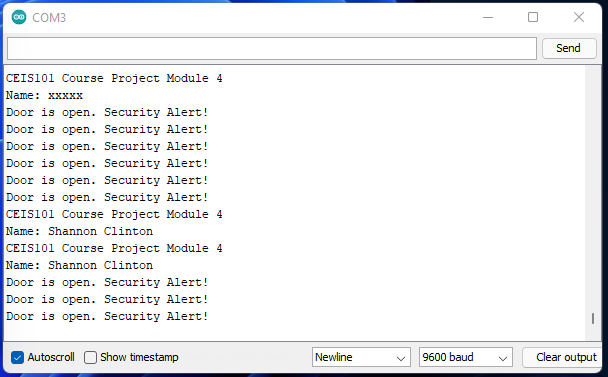 COM3
Send
CEIS101 Course Project Module 4
Name: xxxxx
Door is open. Security Alert!
Door is open. Security Alert!
Door is open. Security Alert!
Door is open. Security Alert!
Door is open. Security Alert!
Door is open. Security Alert!
CEIS101 Course Project Module 4
Name: Shannon Clinton
CEIS101 Course Project Module 4
Name: Shannon Clinton
Door is open. Security Alert!
Door is open. Security Alert!
Door is open. Security Alert!
Autoscroll Show timestamp Newline 9600 baud Clear output